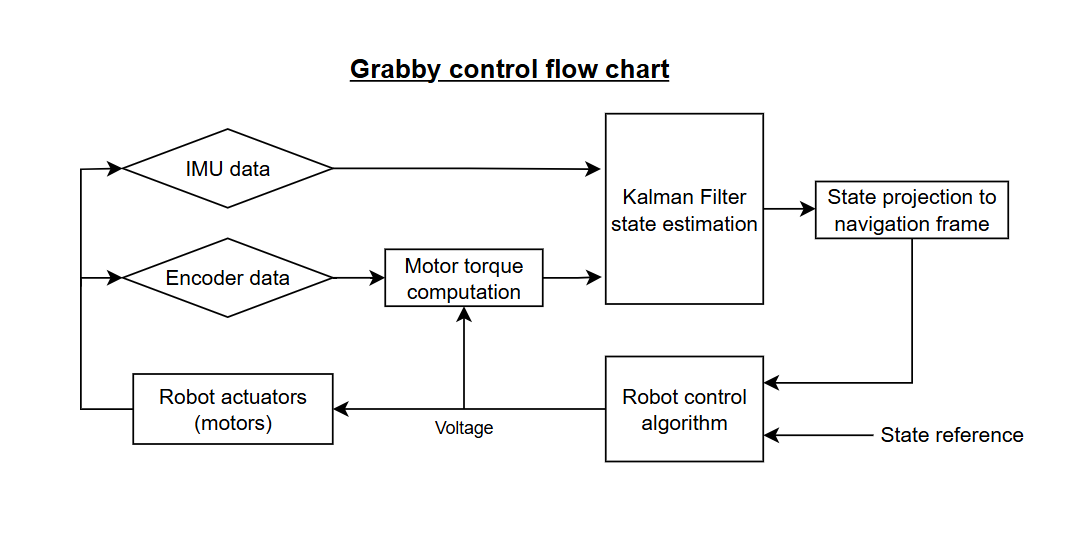 Grabby control flow chart
IMU data
Kalman Filter
state estimation
State projection to
navigation frame
Encoder data
Motor torque
computation
Robot actuators
(motors)
Voltage
Robot control
algorithm
State reference